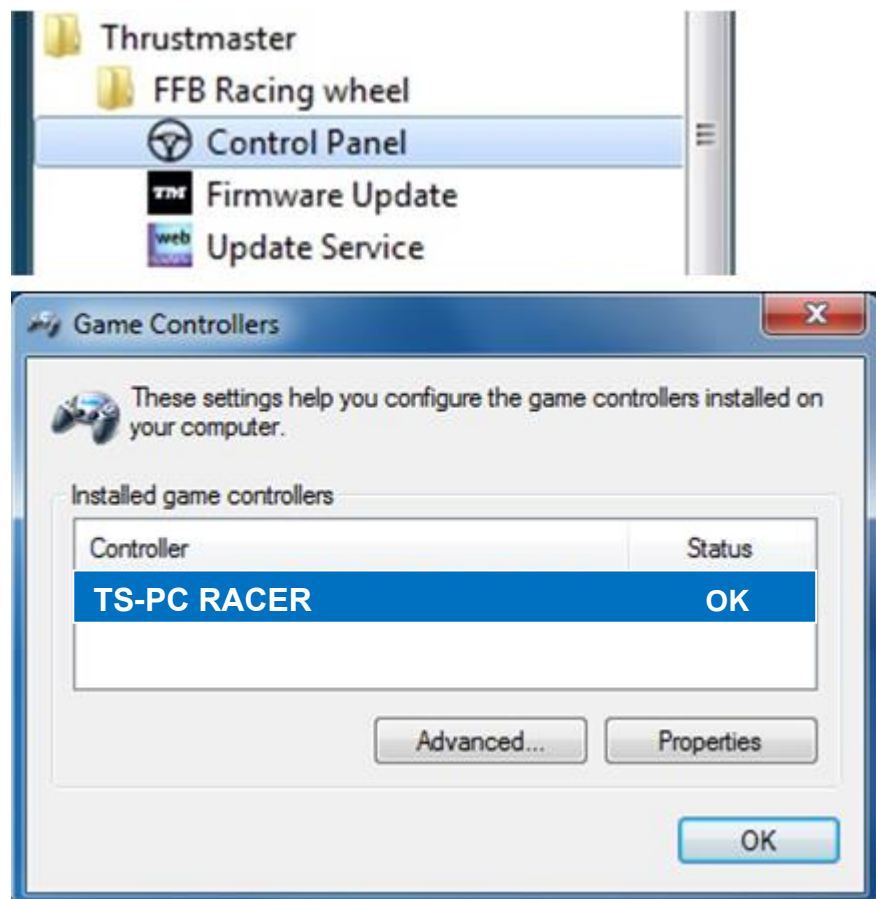 Thrustmaster
FFB Racing wheel
Control Panel
TM Firmware Update
web Update Service
Game Controllers
These settings help you configure the game controllers installed on
your computer.
Installed game controllers
Controller Status
TS-PC RACER OK
Advanced... Properties
OK